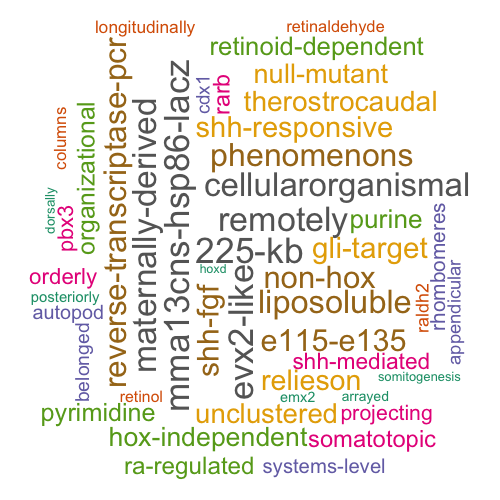 longitudinally
retinaldehyde
retinoid-dependent
null-mutant
therostrocaudal
shh-responsive
phenomenons
cellularorganismal
remotely
purine
225-kb
gli-target
hoxd
non-hox
liposoluble
e115-e135
shh-mediated
relieson
somitogenesis
emx2
arrayed
unclustered
projecting
hox-independent
somatotopic
ra-regulated
systems-level
pyrimidine
retinol
autopod
posteriorly
orderly
columns
dorsally
pbx3
organizational
belonged
reverse-transcriptase-pcr
maternally-derived
mma13cns-hsp86-lacz
cdx1
rarb
shh-fgf
evx2-like
raldh2
rhombomeres
appendicular